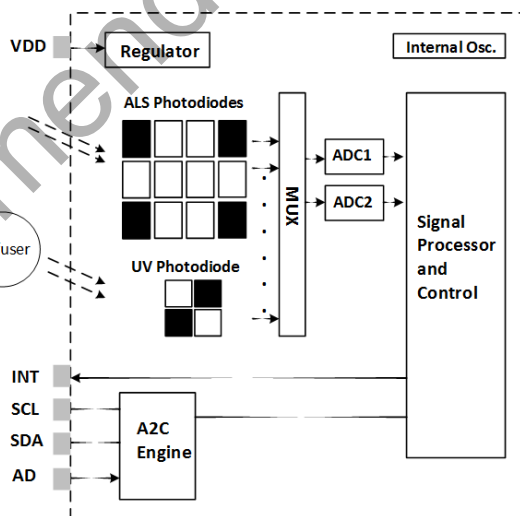 VDD
Regulator
Internal Osc.
ALS Photodiodes
MUX
ADC1
ADC2
Signal
Processor
and
Control
user
UV Photodiode
INT
SCL
SDA
AD
A2C
Engine